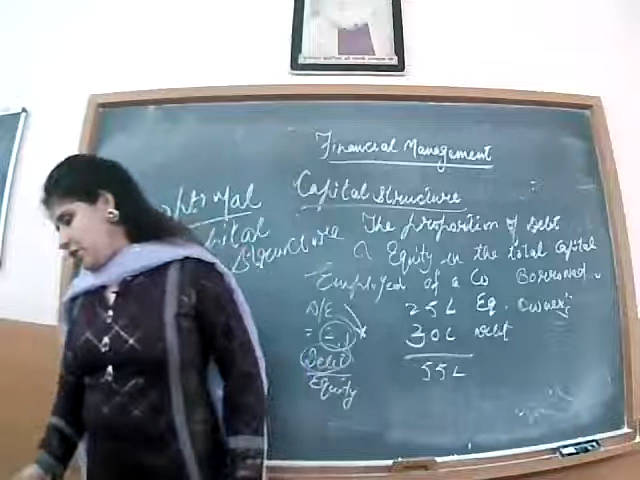 Financial Management
Capital Structure
Optimal
Capital
Structure
The proportion of Debt
& Equity in the total capital
Employed of a Co Borrowed
D/E
25L Eq. Owner's
30L Debt
55L
Debt
Equity